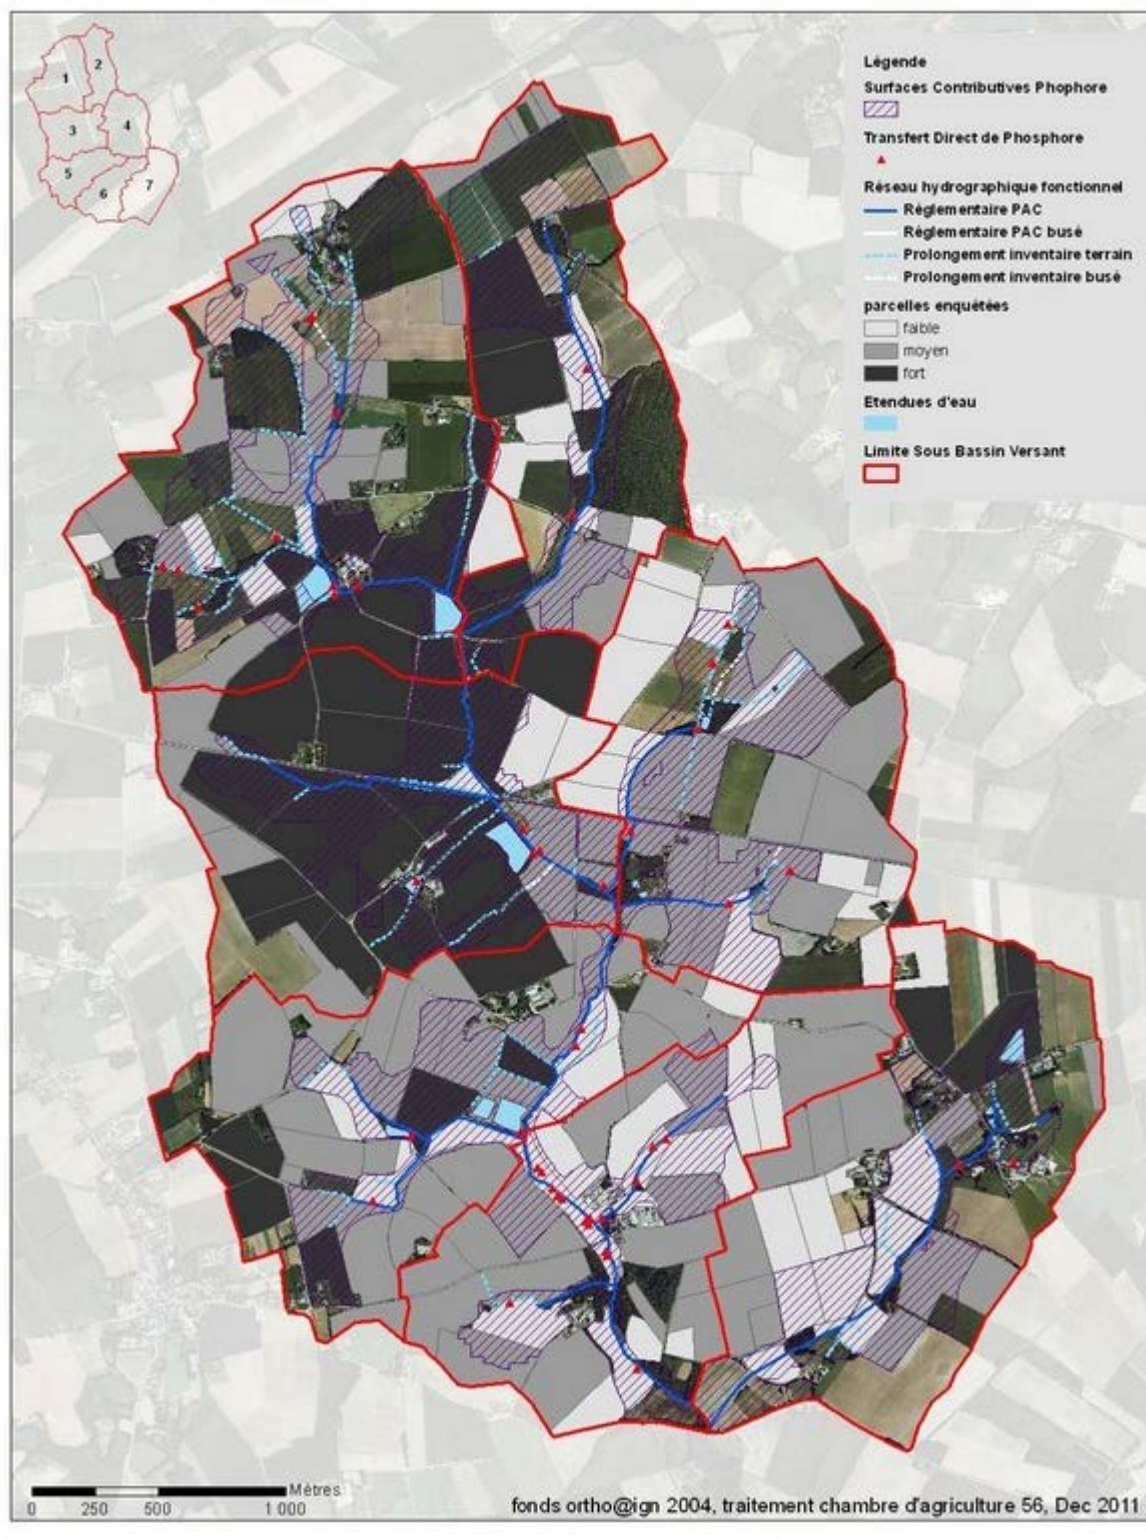 1
2
3
4
5
6
7
Légende
Surfaces Contributives Phophore
Transfert Direct de Phosphore
Réseau hydrographique fonctionnel
Réglementaire PAC
Réglementaire PAC busé
Prolongement inventaire terrain
Prolongement inventaire busé
parcelles enquêtées
faible
moyen
fort
Etendues d'eau
Limite Sous Bassin Versant
Mètres
0 250 500 1 000
fonds ortho@ign 2004, traitement chambre d'agriculture 56, Dec 2011